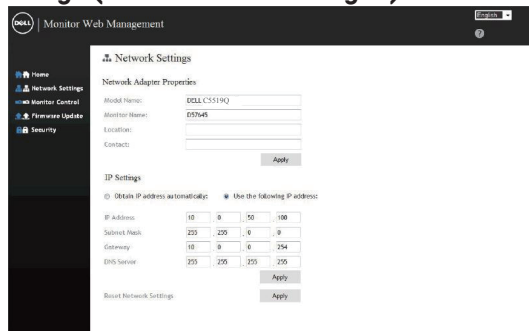 DELL
Monitor Web Management
English
?
Network Settings
Home
Network Settings
Monitor Control
Firmware Update
Security
Network Adapter Properties
Model Name: DELL C5519Q
Monitor Name: D57645
Location:
Contact:
Apply
IP Settings
Obtain IP address automatically: Use the following IP address:
IP Address 10 . 0 . 50 . 100
Subnet Mask 255 . 255 . 0 . 0
Gateway 10 . 0 . 0 . 254
DNS Server 255 . 255 . 255 . 255
Apply
Reset Network Settings Apply